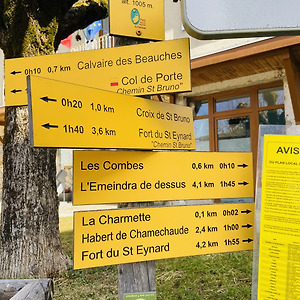 alt. 1005 m.
0h10 0,7 km Calvaire des Beauches
Col de Porte
"Chemin St Bruno"
0h20 1,0 km Croix de St Bruno
1h40 3,6 km Fort du St Eynard
"Chemin St Bruno"
Les Combes 0,6 km 0h10
L'Emeindra de dessus 4,1 km 1h45
La Charmette 0,1 km 0h02
Habert de Chamechaude 2,4 km 1h00
Fort du St Eynard 4,2 km 1h55
AVIS